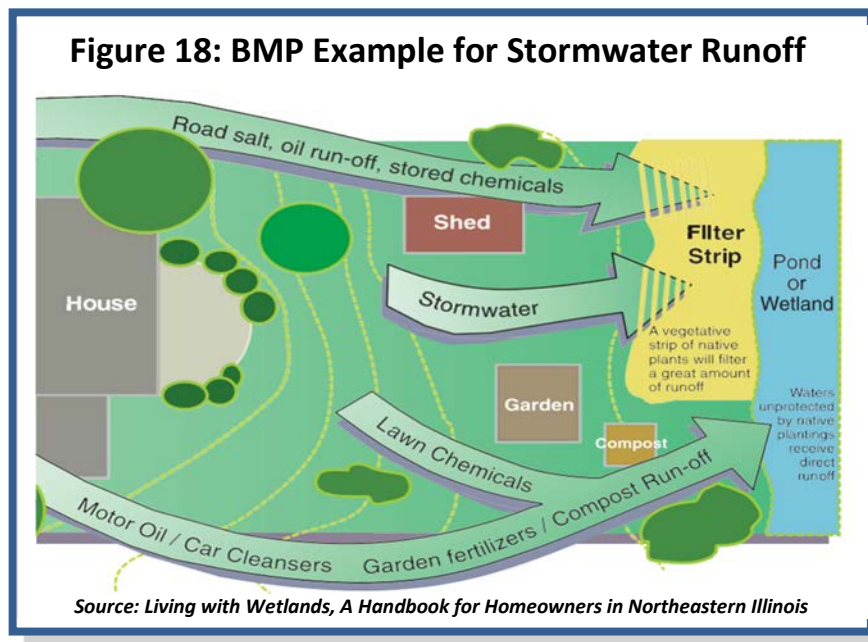 Figure 18: BMP Example for Stormwater Runoff
Road salt, oil run-off, stored chemicals
Shed
FIlter
Strip
Pond
or
Wetland
House
Stormwater
A vegetative
strip of native
plants will filter
a great amount
of runoff
Garden
Waters
unprotected
by native
plantings
receive
direct
runoff
Compost
Lawn Chemicals
Motor Oil / Car Cleansers
Garden fertilizers / Compost Run-off
Source: Living with Wetlands, A Handbook for Homeowners in Northeastern Illinois